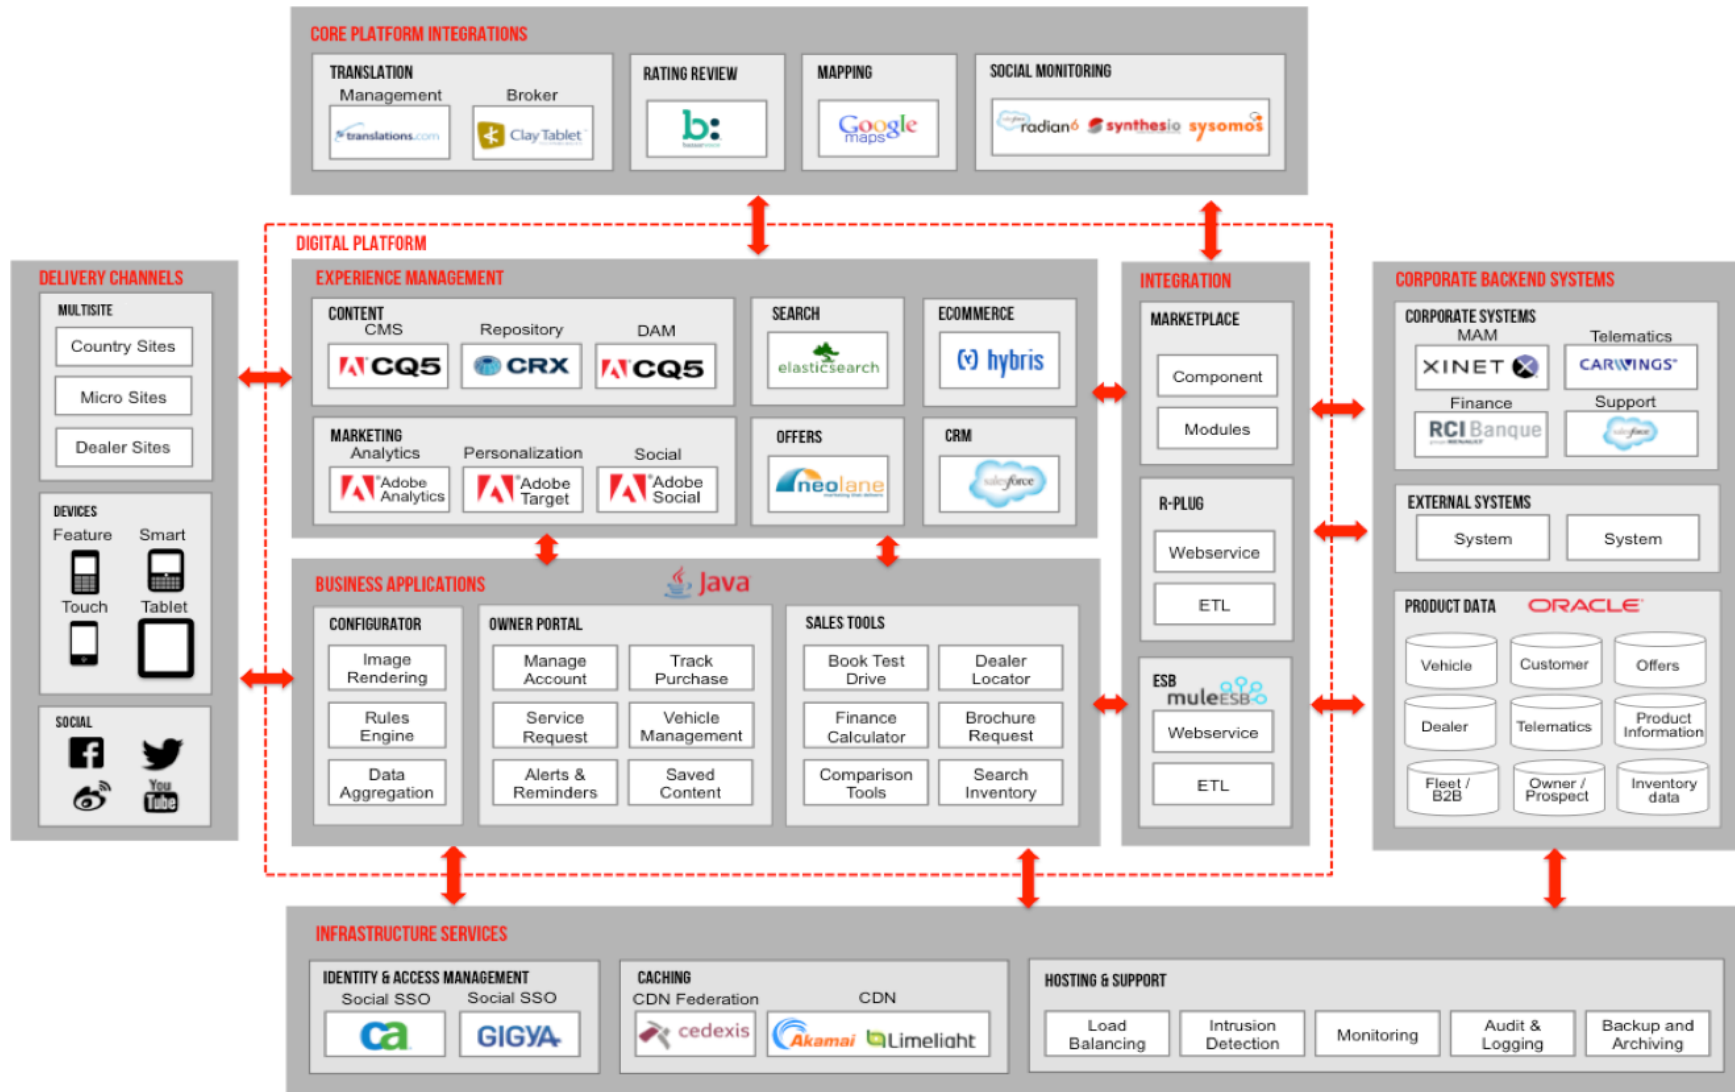 CORE PLATFORM INTEGRATIONS
TRANSLATION
Management
Broker
translations.com
Clay Tablet
RATING REVIEW
b:
MAPPING
Google
maps
SOCIAL MONITORING
radian6
synthesio
sysomos
DIGITAL PLATFORM
DELIVERY CHANNELS
MULTISITE
Country Sites
Micro Sites
Dealer Sites
DEVICES
Feature
Smart
Touch
Tablet
SOCIAL
You
Tube
EXPERIENCE MANAGEMENT
CONTENT
CMS
Repository
DAM
CQ5
CRX
CQ5
SEARCH
elasticsearch
ECOMMERCE
(y) hybris
MARKETING
Analytics
Personalization
Social
Adobe
Analytics
Adobe
Target
Adobe
Social
OFFERS
neolane
CRM
salesforce
BUSINESS APPLICATIONS
Java
CONFIGURATOR
Image
Rendering
Rules
Engine
Data
Aggregation
OWNER PORTAL
Manage
Account
Track
Purchase
Service
Request
Vehicle
Management
Alerts &
Reminders
Saved
Content
SALES TOOLS
Book Test
Drive
Dealer
Locator
Finance
Calculator
Brochure
Request
Comparison
Tools
Search
Inventory
INTEGRATION
MARKETPLACE
Component
Modules
R-PLUG
Webservice
ETL
ESB
muleESB
Webservice
ETL
CORPORATE BACKEND SYSTEMS
CORPORATE SYSTEMS
MAM
Telematics
XINET X
CARWINGS
Finance
Support
RCI Banque
salesforce
EXTERNAL SYSTEMS
System
System
PRODUCT DATA
ORACLE
Vehicle
Customer
Offers
Dealer
Telematics
Product
Information
Fleet /
B2B
Owner /
Prospect
Inventory
data
INFRASTRUCTURE SERVICES
IDENTITY & ACCESS MANAGEMENT
Social SSO
Social SSO
ca
GIGYA
CACHING
CDN Federation
CDN
cedexis
Akamai
Limelight
HOSTING & SUPPORT
Load
Balancing
Intrusion
Detection
Monitoring
Audit &
Logging
Backup and
Archiving